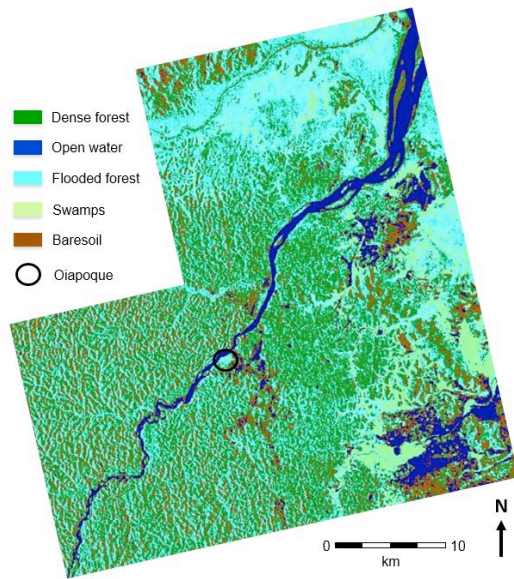 Dense forest
Open water
Flooded forest
Swamps
Baresoil
Oiapoque
N
0 10
km